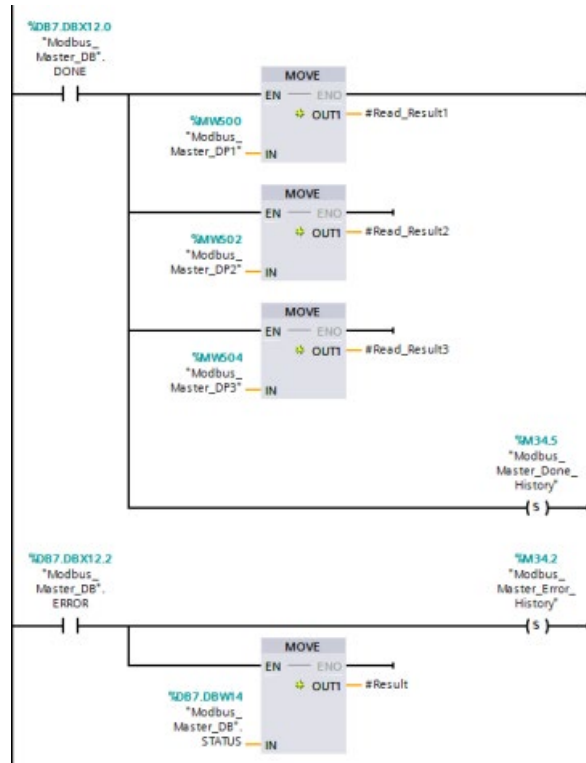 %DB7.DBX12.0
"Modbus_
Master_DB".
DONE
MOVE
EN
ENO
%MW500
"Modbus_
Master_DP1"
IN
OUT1
#Read_Result1
MOVE
EN
ENO
%MW502
"Modbus_
Master_DP2"
IN
OUT1
#Read_Result2
MOVE
EN
ENO
%MW504
"Modbus_
Master_DP3"
IN
OUT1
#Read_Result3
%M34.5
"Modbus_
Master_Done_
History"
S
%DB7.DBX12.2
"Modbus_
Master_DB".
ERROR
%M34.2
"Modbus_
Master_Error_
History"
S
MOVE
EN
ENO
%DB7.DBW14
"Modbus_
Master_DB".
STATUS
IN
OUT1
#Result